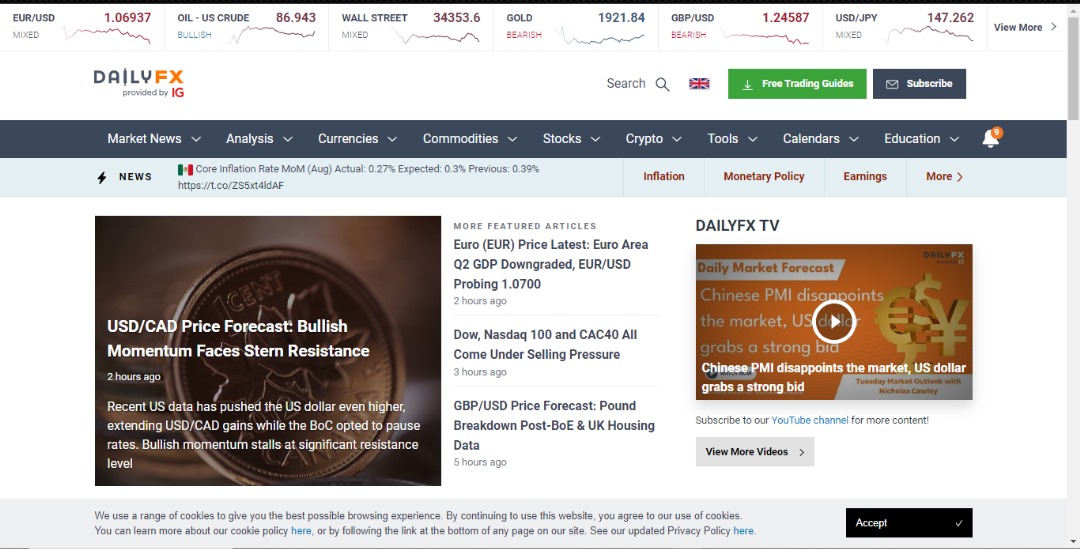 EUR/USD 1.06937
MIXED
OIL - US CRUDE 86.943
BULLISH
WALL STREET 34353.6
MIXED
GOLD 1921.84
BEARISH
GBP/USD 1.24587
BEARISH
USD/JPY 147.262
MIXED
View More
DAILYFX
provided by IG
Search
Free Trading Guides
Subscribe
Market News Analysis Currencies Commodities Stocks Crypto Tools Calendars Education 9
NEWS
Core Inflation Rate MoM (Aug) Actual: 0.27% Expected: 0.3% Previous: 0.39%
https://t.co/ZS5xt4ldAF
Inflation Monetary Policy Earnings More
1 CENT
USD/CAD Price Forecast: Bullish
Momentum Faces Stern Resistance
2 hours ago
Recent US data has pushed the US dollar even higher,
extending USD/CAD gains while the BoC opted to pause
rates. Bullish momentum stalls at significant resistance
level
MORE FEATURED ARTICLES
Euro (EUR) Price Latest: Euro Area
Q2 GDP Downgraded, EUR/USD
Probing 1.0700
2 hours ago
Dow, Nasdaq 100 and CAC40 All
Come Under Selling Pressure
3 hours ago
GBP/USD Price Forecast: Pound
Breakdown Post-BoE & UK Housing
Data
5 hours ago
DAILYFX TV
DAILYFX
Daily Market Forecast
Chinese PMI disappoints
the market, US dollar
grabs a strong bid
Chinese PMI disappoints the market, US dollar
grabs a strong bid
Tuesday Market Outlook with
Nicholas Cawley
Subscribe to our YouTube channel for more content!
View More Videos
We use a range of cookies to give you the best possible browsing experience. By continuing to use this website, you agree to our use of cookies.
You can learn more about our cookie policy here, or by following the link at the bottom of any page on our site. See our updated Privacy Policy here.
Accept